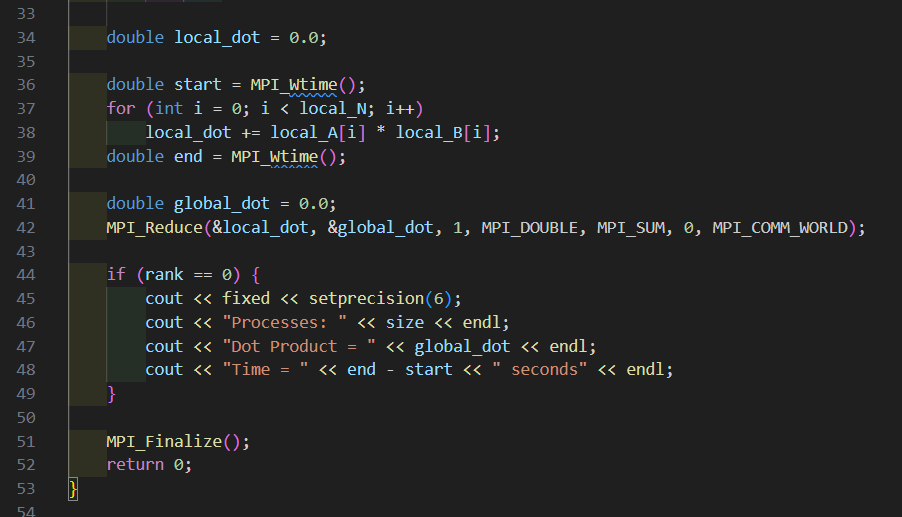 33
34 double local_dot = 0.0;
35
36 double start = MPI_Wtime();
37 for (int i = 0; i < local_N; i++)
38 local_dot += local_A[i] * local_B[i];
39 double end = MPI_Wtime();
40
41 double global_dot = 0.0;
42 MPI_Reduce(&local_dot, &global_dot, 1, MPI_DOUBLE, MPI_SUM, 0, MPI_COMM_WORLD);
43
44 if (rank == 0) {
45 cout << fixed << setprecision(6);
46 cout << "Processes: " << size << endl;
47 cout << "Dot Product = " << global_dot << endl;
48 cout << "Time = " << end - start << " seconds" << endl;
49 }
50
51 MPI_Finalize();
52 return 0;
53 }
54